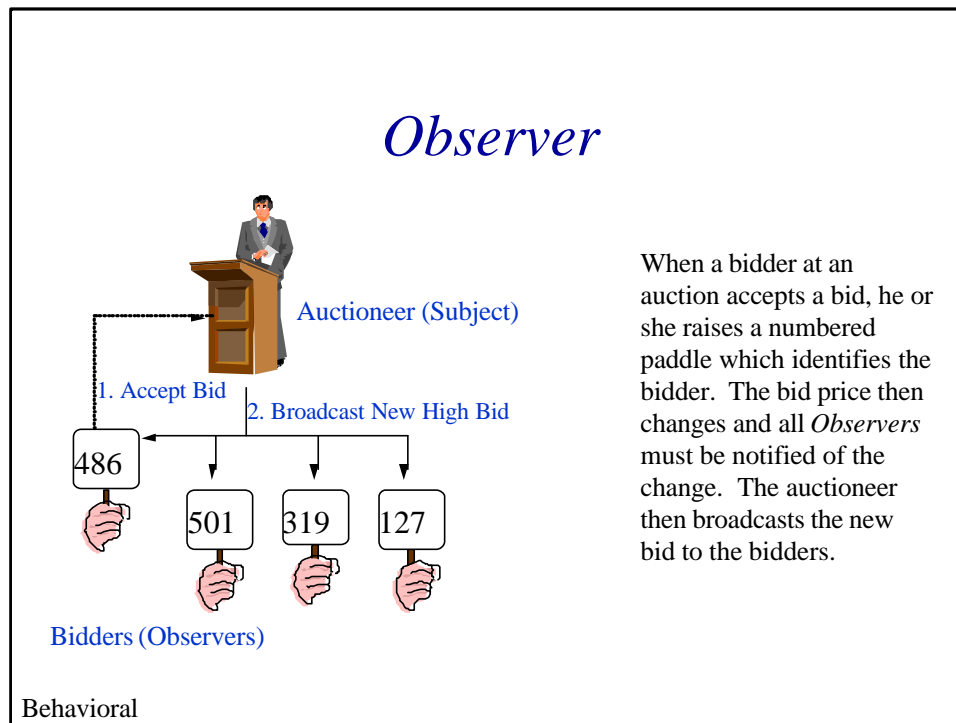 Observer
Auctioneer (Subject)
1. Accept Bid
2. Broadcast New High Bid
486
501
319
127
Bidders (Observers)
When a bidder at an
auction accepts a bid, he or
she raises a numbered
paddle which identifies the
bidder. The bid price then
changes and all Observers
must be notified of the
change. The auctioneer
then broadcasts the new
bid to the bidders.
Behavioral